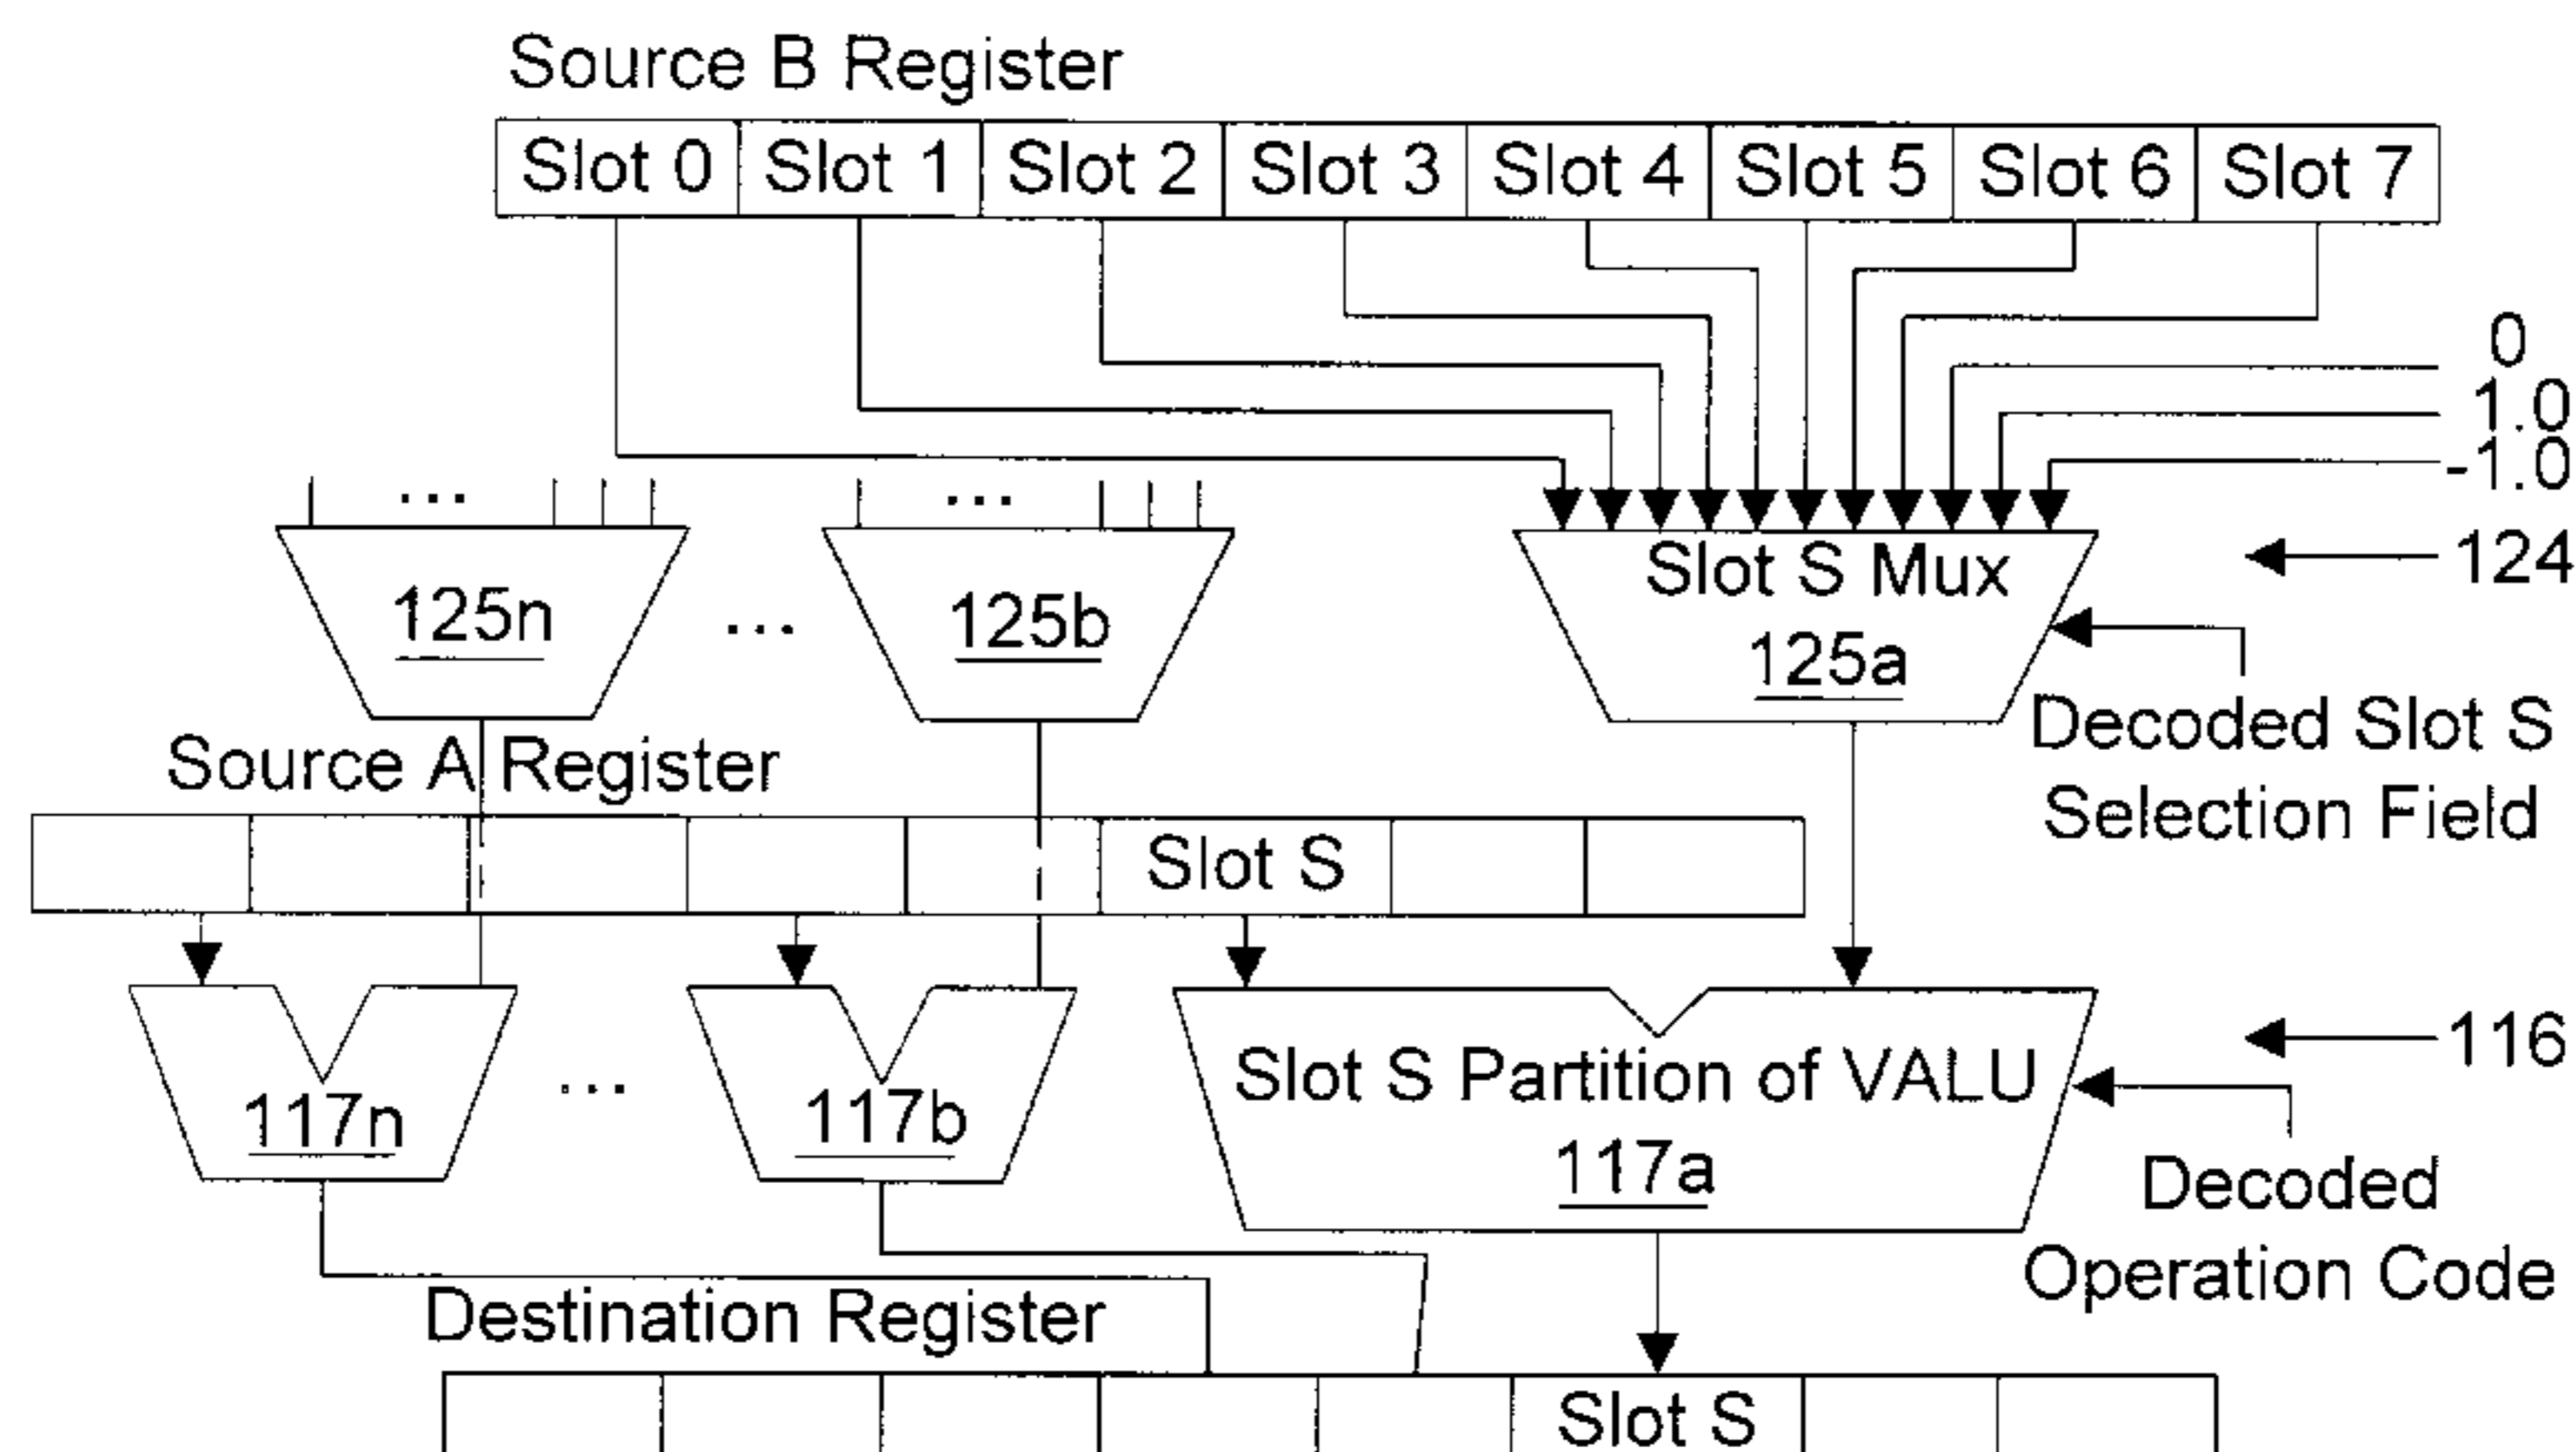 Source B Register
Slot 0 Slot 1 Slot 2 Slot 3 Slot 4 Slot 5 Slot 6 Slot 7
0
1.0
-1.0
... ...
Slot S Mux
124
125n ... 125b
125a
Decoded Slot S
Selection Field
Source A Register
Slot S
116
Slot S Partition of VALU
117n ... 117b
117a
Decoded
Operation Code
Destination Register
Slot S